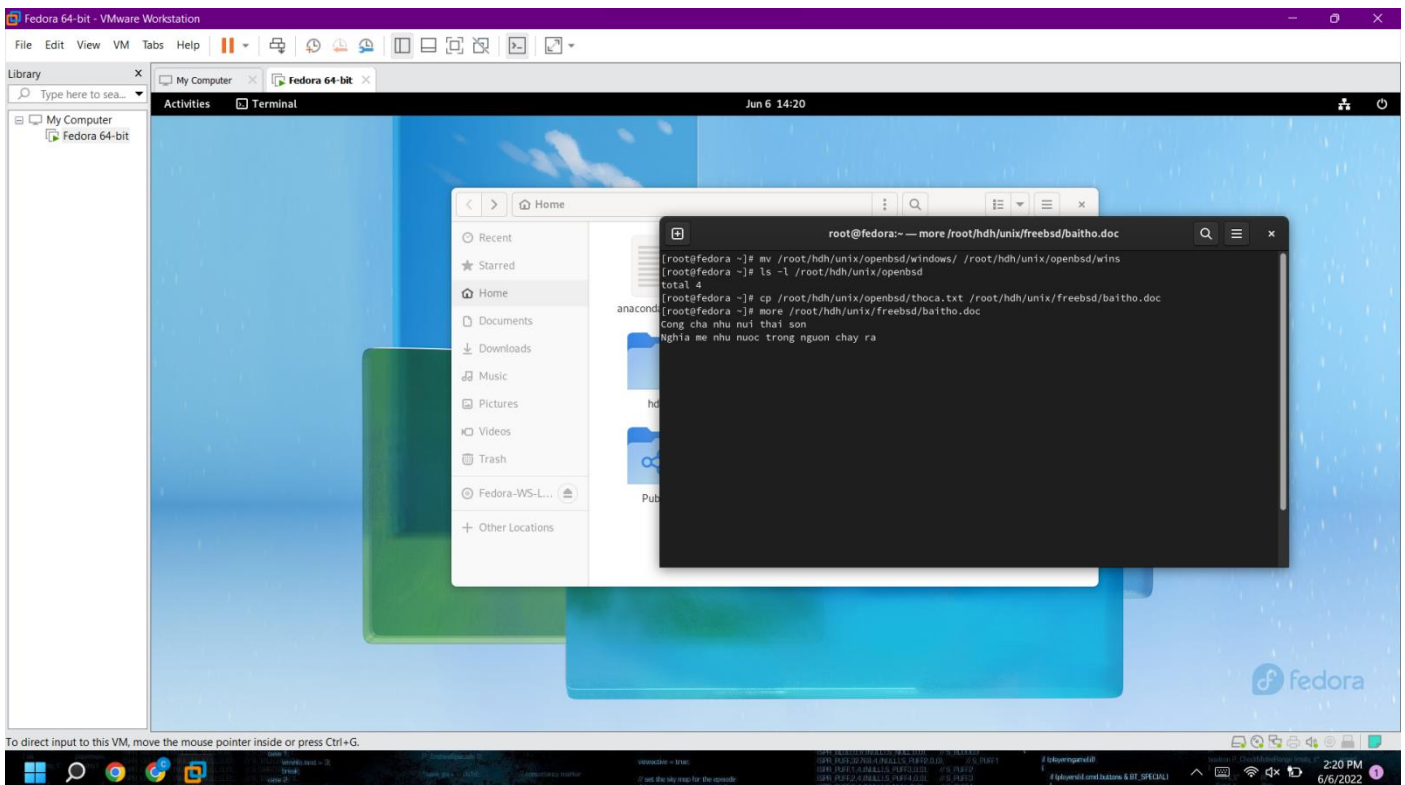 Fedora 64-bit - VMware Workstation
File Edit View VM Tabs Help
Library
Type here to sea...
My Computer
Fedora 64-bit
My Computer
Fedora 64-bit
Activities
Terminal
Jun 6 14:20
Home
Recent
Starred
Home
Documents
Downloads
Music
Pictures
Videos
Trash
Fedora-WS-L...
+ Other Locations
anacond
hd
Pub
root@fedora:~ — more /root/hdh/unix/freebsd/baitho.doc
[root@fedora ~]# mv /root/hdh/unix/openbsd/windows/ /root/hdh/unix/openbsd/wins
[root@fedora ~]# ls -l /root/hdh/unix/openbsd
total 4
[root@fedora ~]# cp /root/hdh/unix/openbsd/thoca.txt /root/hdh/unix/freebsd/baitho.doc
[root@fedora ~]# more /root/hdh/unix/freebsd/baitho.doc
Cong cha nhu nui thai son
Nghia me nhu nuoc trong nguon chay ra
fedora
To direct input to this VM, move the mouse pointer inside or press Ctrl+G.
2:20 PM
6/6/2022
1